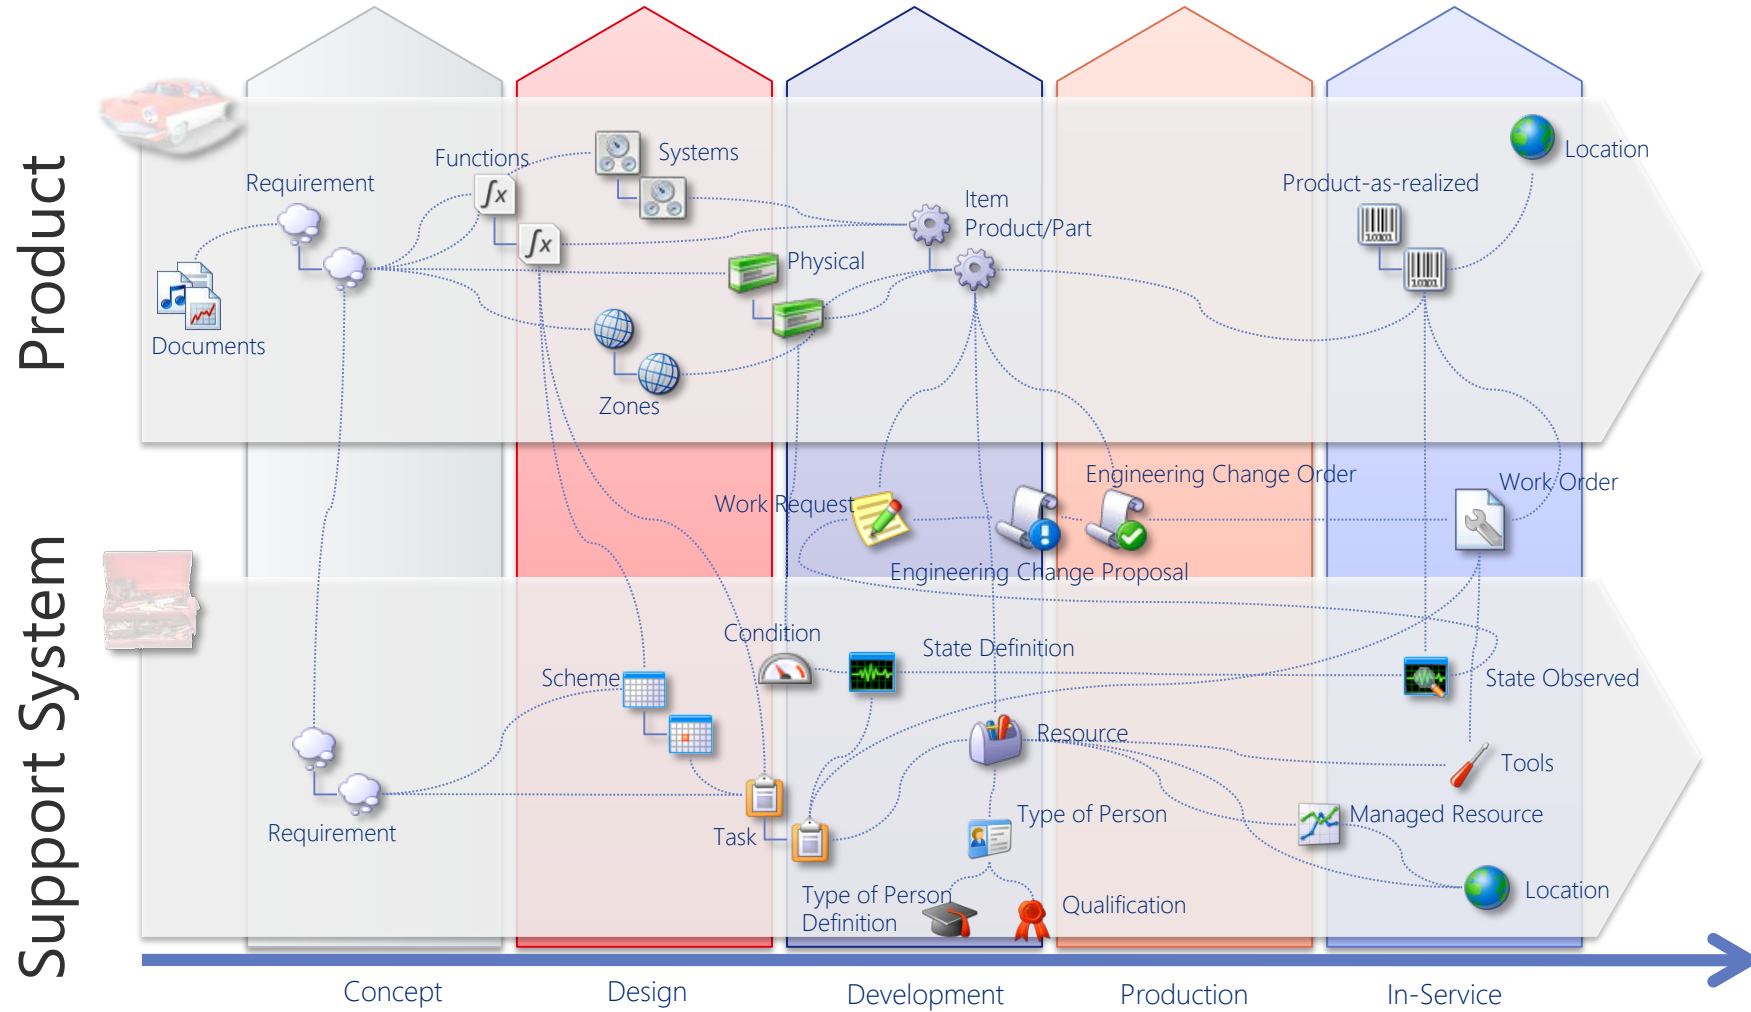 Product
Support System
Functions
Systems
Location
Requirement
Product-as-realized
Item
Product/Part
Physical
Documents
Zones
Engineering Change Order
Work Request
Work Order
Engineering Change Proposal
Condition
State Definition
Scheme
State Observed
Resource
Tools
Type of Person
Managed Resource
Requirement
Task
Type of Person
Definition
Qualification
Location
Concept
Design
Development
Production
In-Service